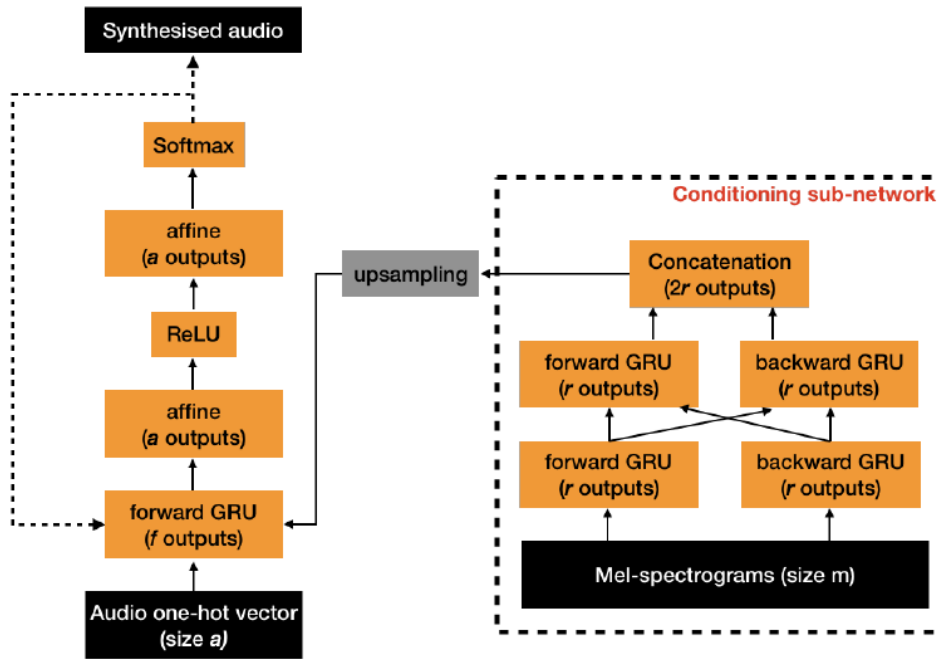 Synthesised audio
Softmax
affine
(a outputs)
ReLU
affine
(a outputs)
forward GRU
(f outputs)
Audio one-hot vector
(size a)
upsampling
Conditioning sub-network
Concatenation
(2r outputs)
forward GRU
(r outputs)
backward GRU
(r outputs)
forward GRU
(r outputs)
backward GRU
(r outputs)
Mel-spectrograms (size m)